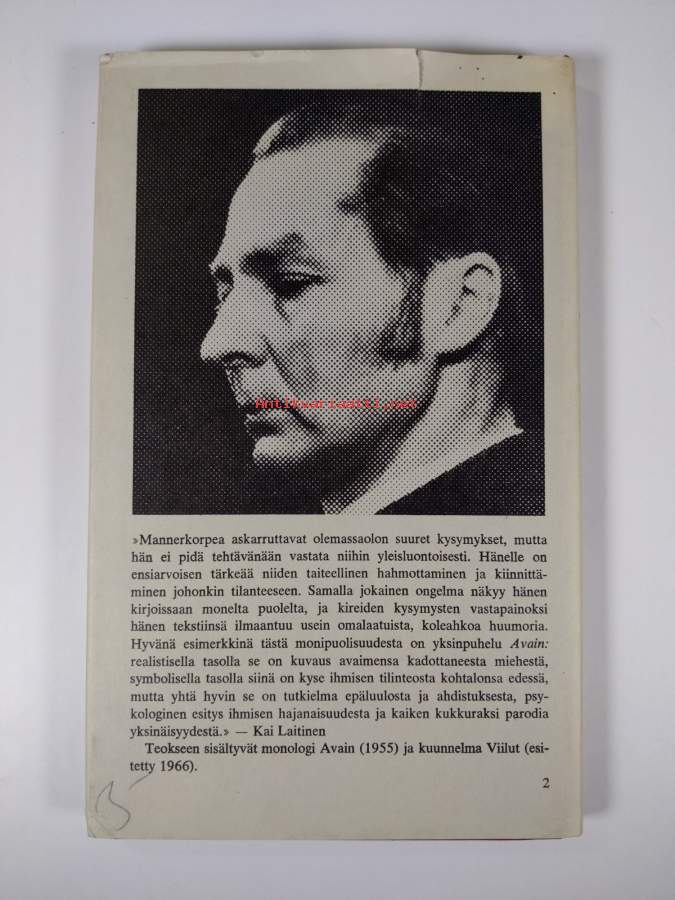 Antikvariaatti.net
»Mannerkorpea askarruttavat olemassaolon suuret kysymykset, mutta
hän ei pidä tehtävänään vastata niihin yleisluontoisesti. Hänelle on
ensiarvoisen tärkeää niiden taiteellinen hahmottaminen ja kiinnittä-
minen johonkin tilanteeseen. Samalla jokainen ongelma näkyy hänen
kirjoissaan monelta puolelta, ja kireiden kysymysten vastapainoksi
hänen tekstiinsä ilmaantuu usein omalaatuista, koleahkoa huumoria.
Hyvänä esimerkkinä tästä monipuolisuudesta on yksinpuhelu Avain:
realistisella tasolla se on kuvaus avaimensa kadottaneesta miehestä,
symbolisella tasolla siinä on kyse ihmisen tilinteosta kohtalonsa edessä,
mutta yhtä hyvin se on tutkielma epäluulosta ja ahdistuksesta, psy-
kologinen esitys ihmisen hajanaisuudesta ja kaiken kukkuraksi parodia
yksinäisyydestä.» — Kai Laitinen
Teokseen sisältyvät monologi Avain (1955) ja kuunnelma Viilut (esi-
tetty 1966).
2